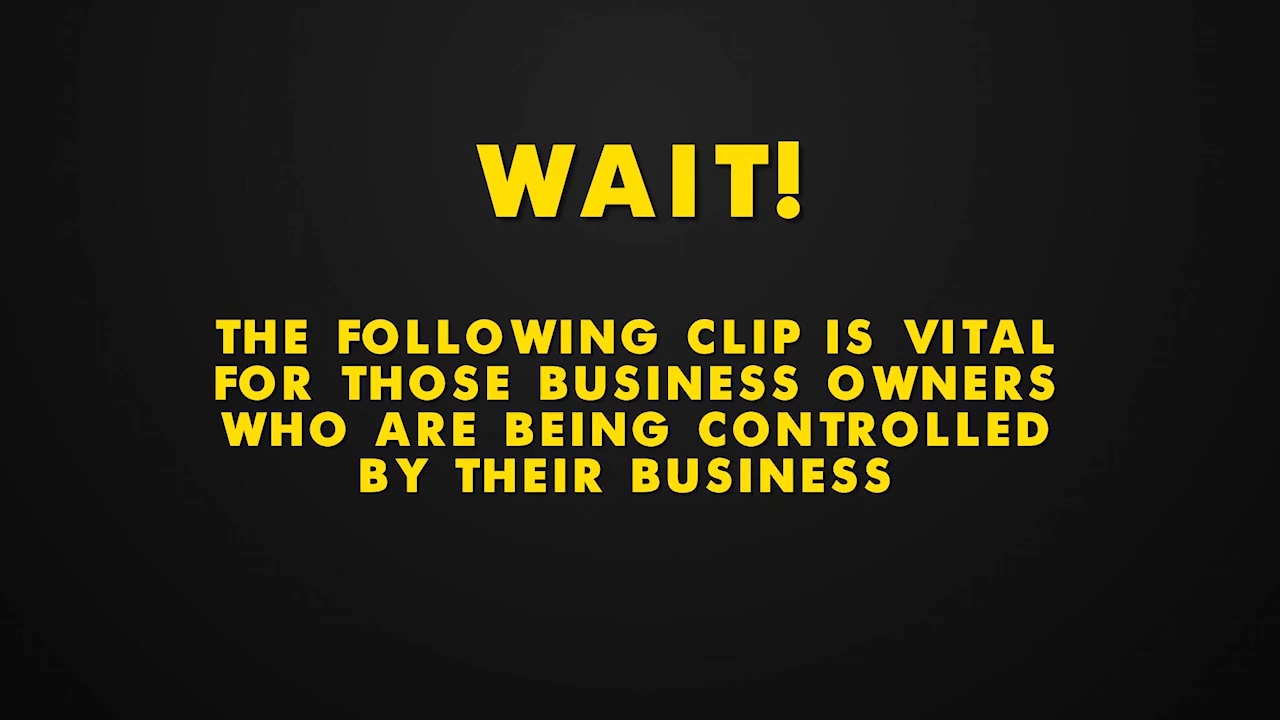 WAIT!
THE FOLLOWING CLIP IS VITAL
FOR THOSE BUSINESS OWNERS
WHO ARE BEING CONTROLLED
BY THEIR BUSINESS